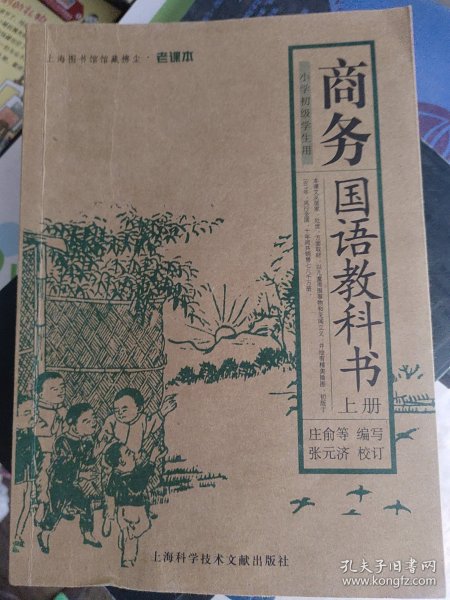 上海图书馆馆藏拂尘·老课本
小学初级学生用
商务
国语教科书
上册
庄俞等 编写
张元济 校订
上海科学技术文献出版社
孔夫子旧书网
www.kongfz.com